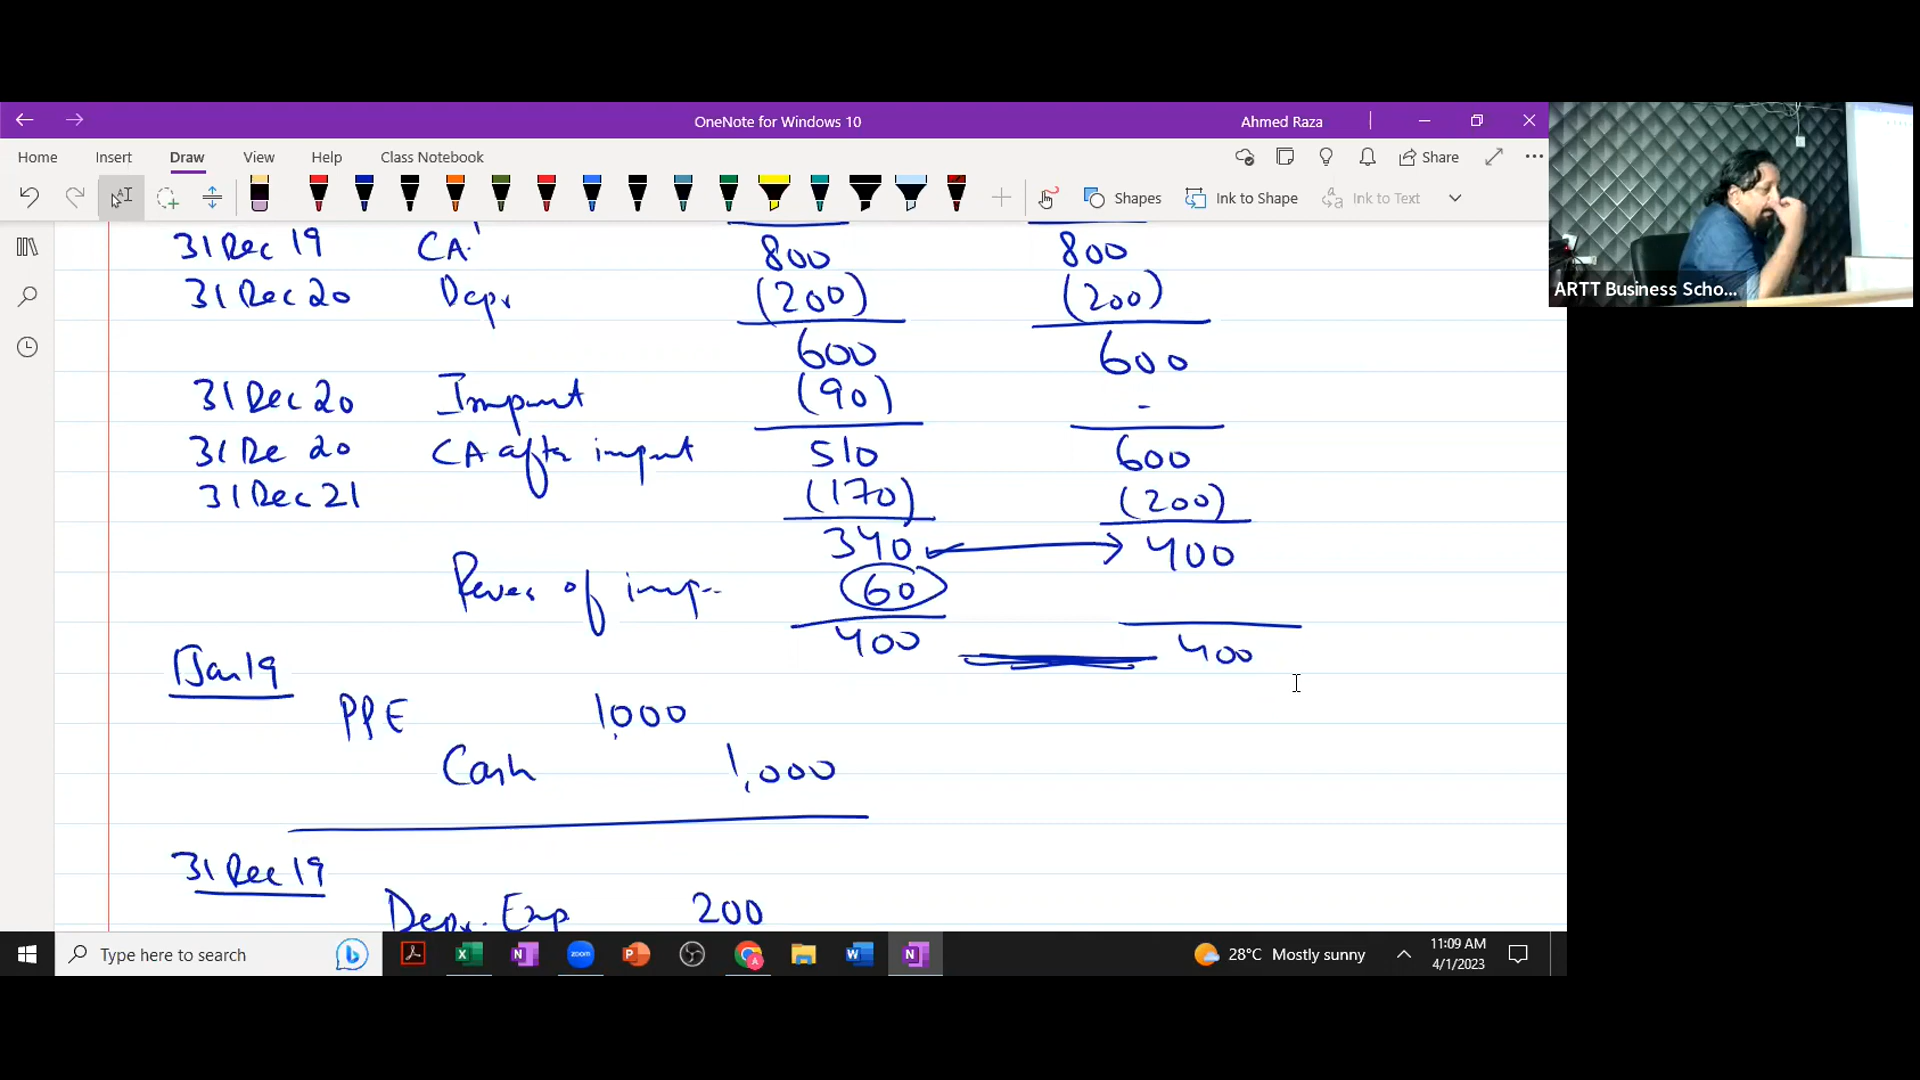 OneNote for Windows 10
Ahmed Raza
Home Insert Draw View Help Class Notebook
Share
Shapes Ink to Shape Ink to Text
31 Dec 19 CA 800 800
31 Dec 20 Depr (200) (200)
600 600
31 Dec 20 Impmt (90) -
31 De 20 CA after impmt 510 600
31 Dec 21 (170) (200)
340 400
Rever of imp-- 60
400 400
1 Jan 19
PPE 1,000
Cash 1,000
31 Dec 19
Depr. Exp 200
ARTT Business Scho...
Type here to search
28°C Mostly sunny
11:09 AM
4/1/2023